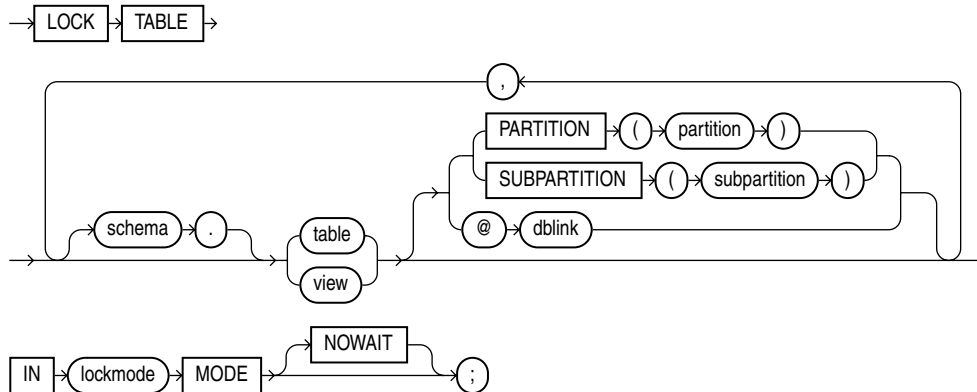 LOCK TABLE
,
PARTITION ( partition )
SUBPARTITION ( subpartition )
schema . table @ dblink
view
IN lockmode MODE NOWAIT ;